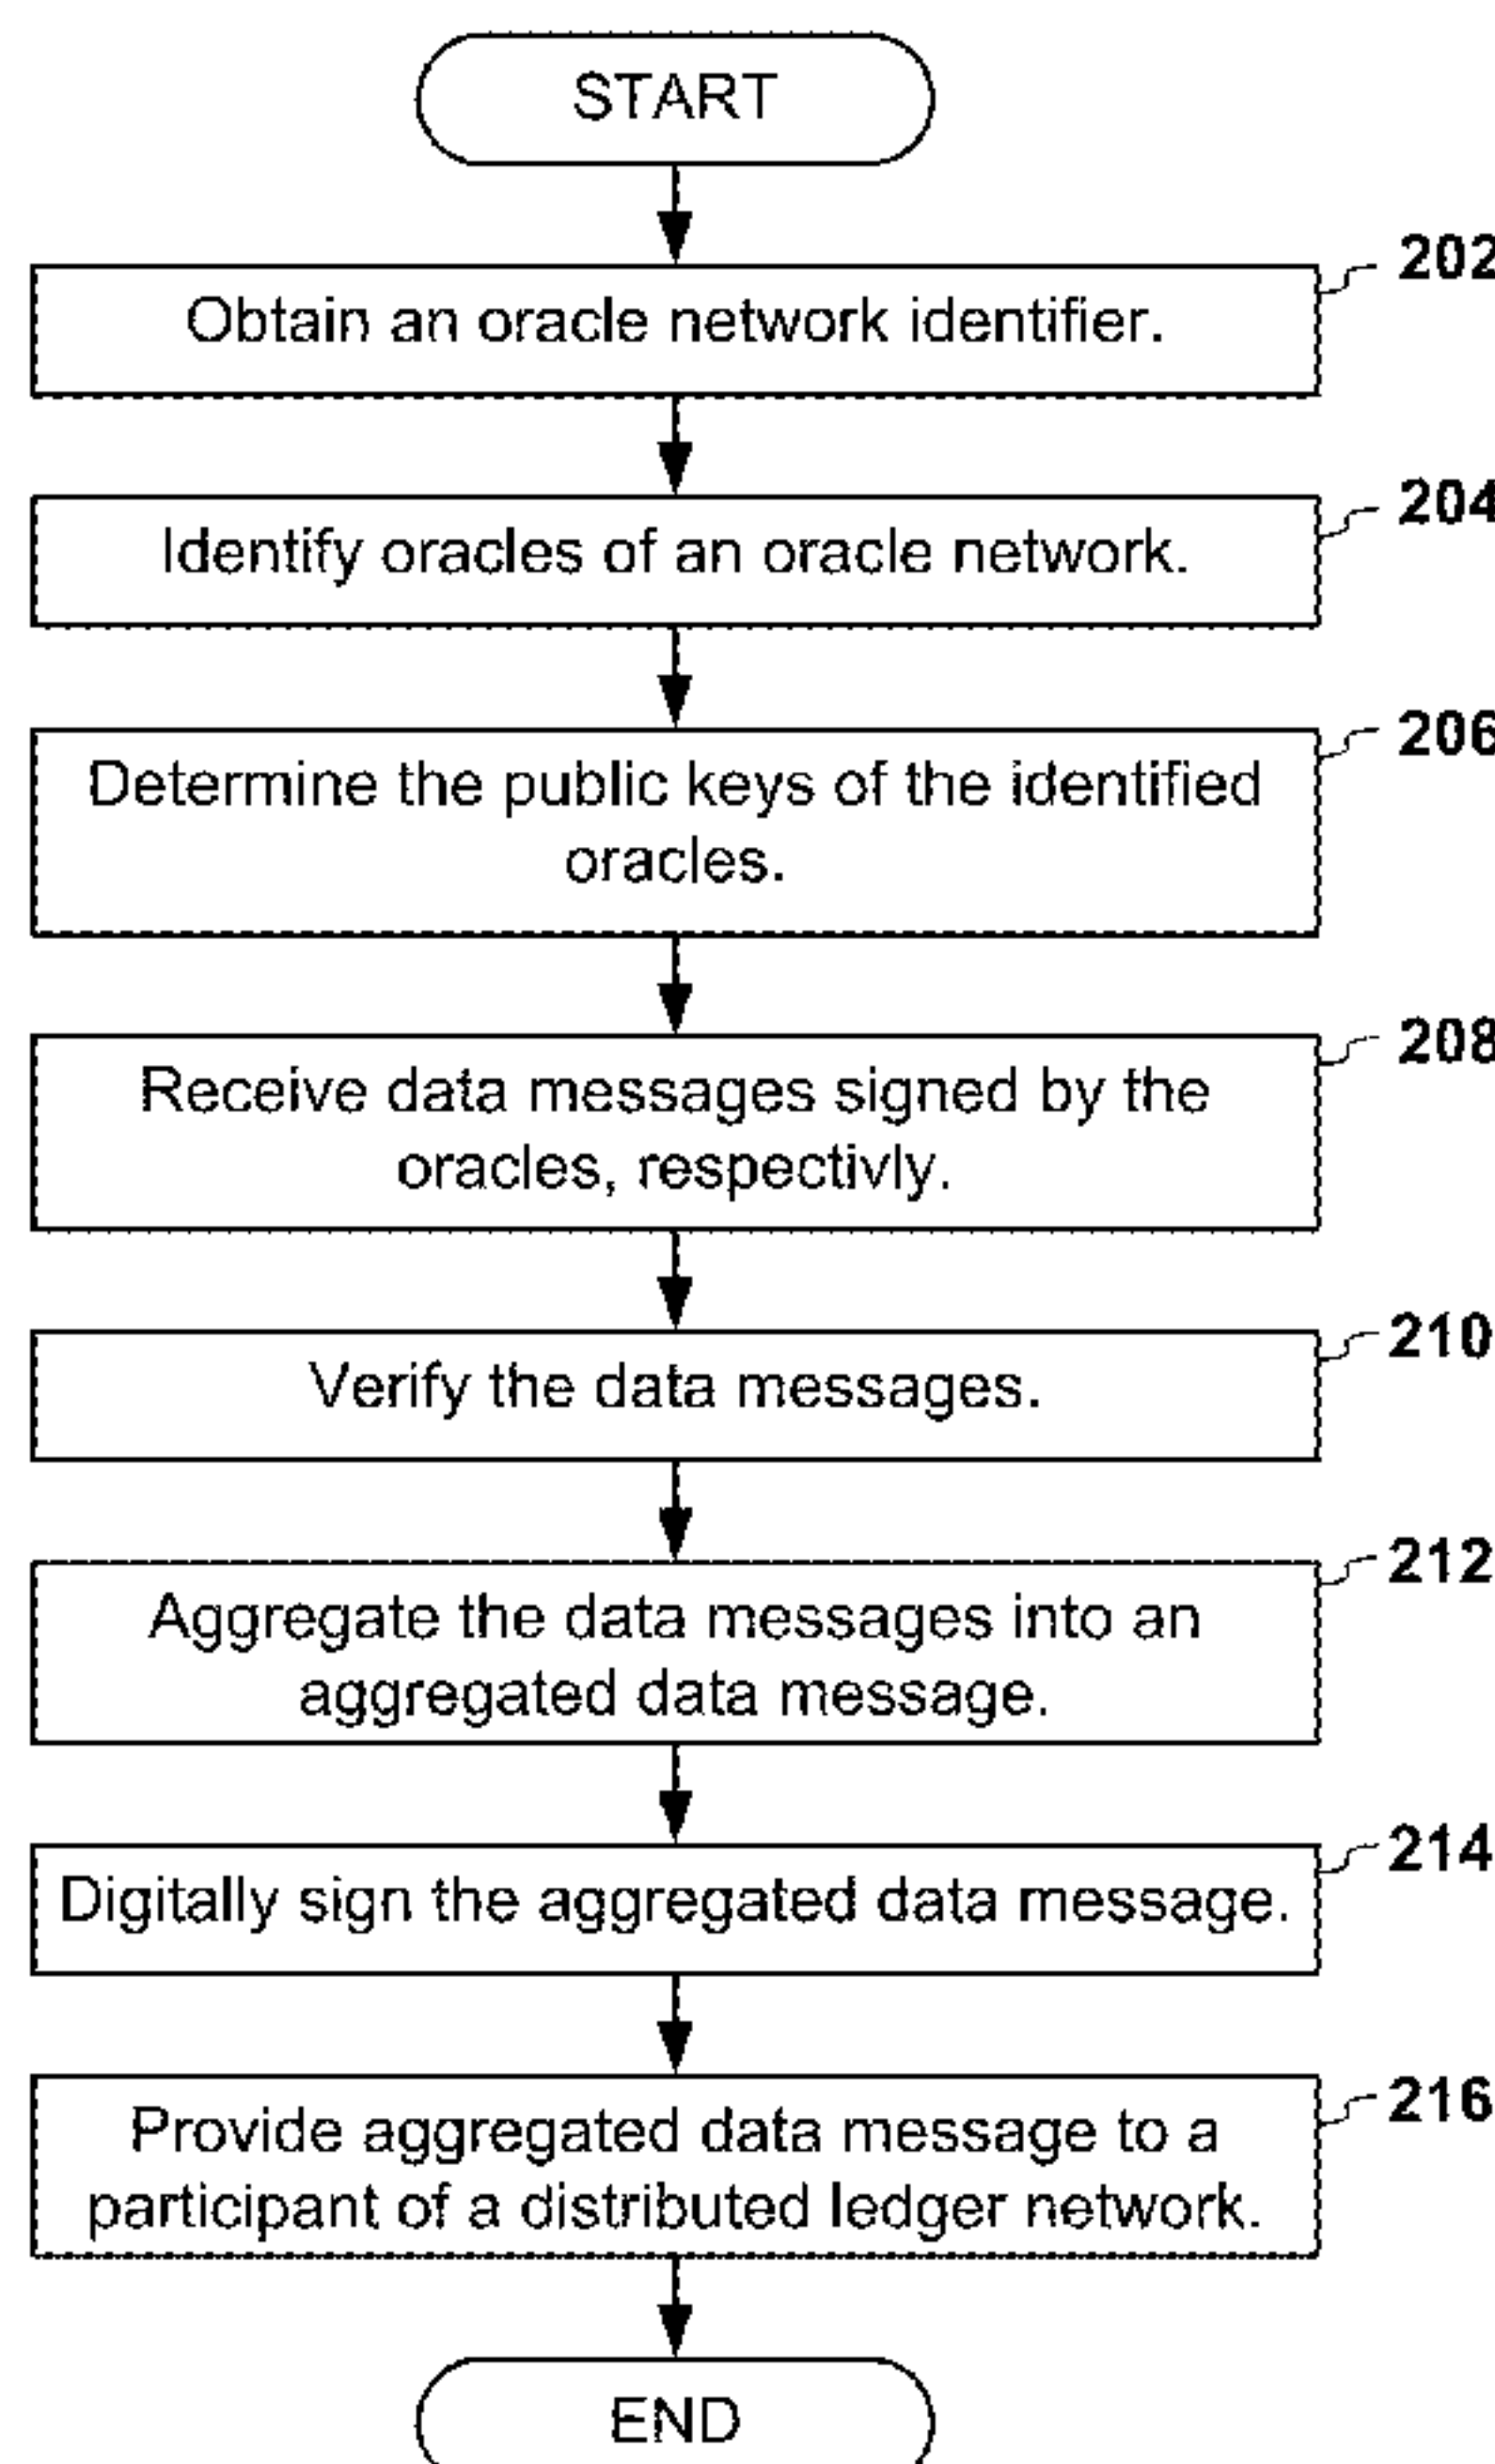 START
202
Obtain an oracle network identifier.
204
Identify oracles of an oracle network.
206
Determine the public keys of the identified
oracles.
208
Receive data messages signed by the
oracles, respectivly.
210
Verify the data messages.
212
Aggregate the data messages into an
aggregated data message.
214
Digitally sign the aggregated data message.
216
Provide aggregated data message to a
participant of a distributed ledger network.
END